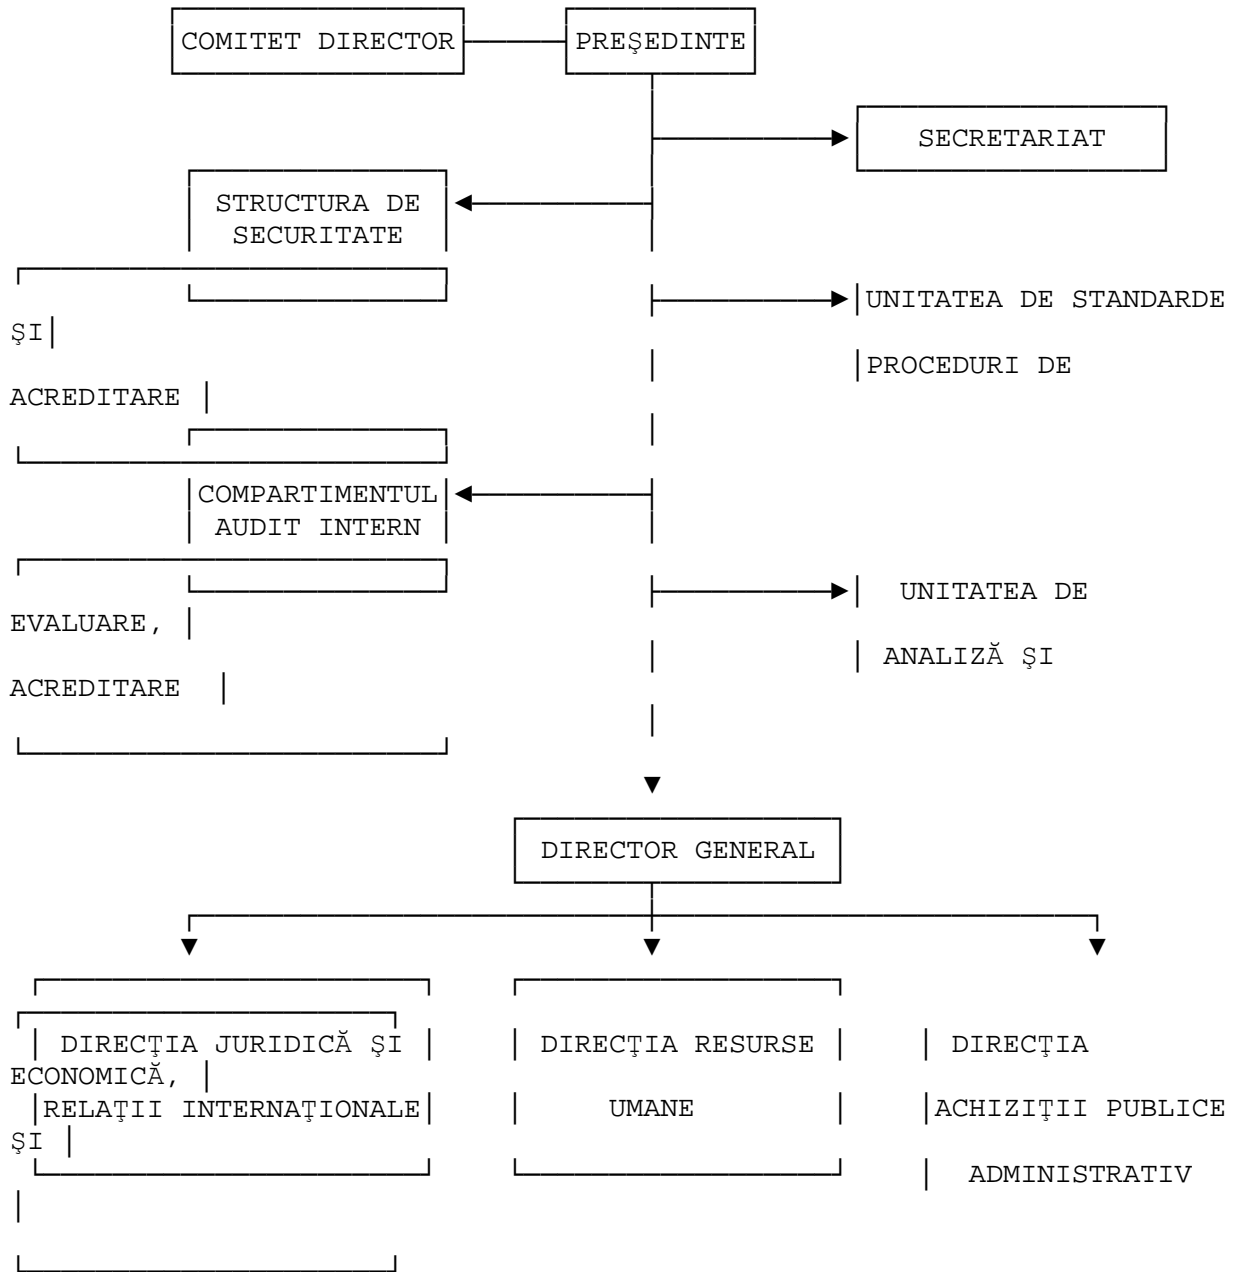 COMITET DIRECTOR PREŞEDINTE
SECRETARIAT
STRUCTURA DE
SECURITATE
UNITATEA DE STANDARDE
ŞI
PROCEDURI DE
ACREDITARE
COMPARTIMENTUL
AUDIT INTERN
UNITATEA DE
EVALUARE,
ANALIZĂ ŞI
ACREDITARE
DIRECTOR GENERAL
DIRECŢIA JURIDICĂ ŞI DIRECŢIA RESURSE DIRECŢIA
ECONOMICĂ,
RELAŢII INTERNAŢIONALE UMANE ACHIZIŢII PUBLICE
ŞI
ADMINISTRATIV